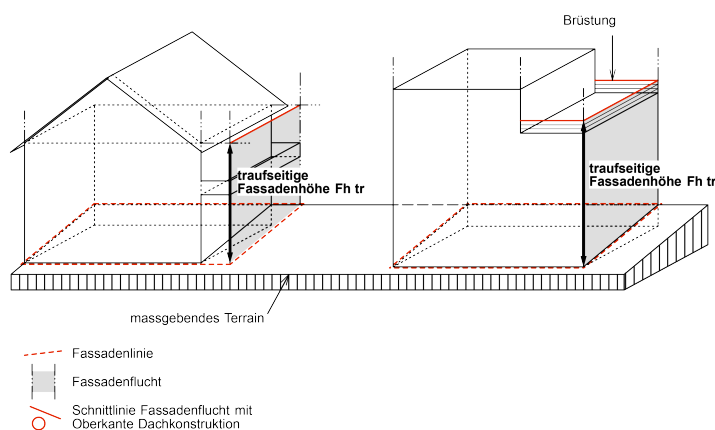 Brüstung
traufseitige
Fassadenhöhe Fh tr
traufseitige
Fassadenhöhe Fh tr
massgebendes Terrain
Fassadenlinie
Fassadenflucht
Schnittlinie Fassadenflucht mit
Oberkante Dachkonstruktion